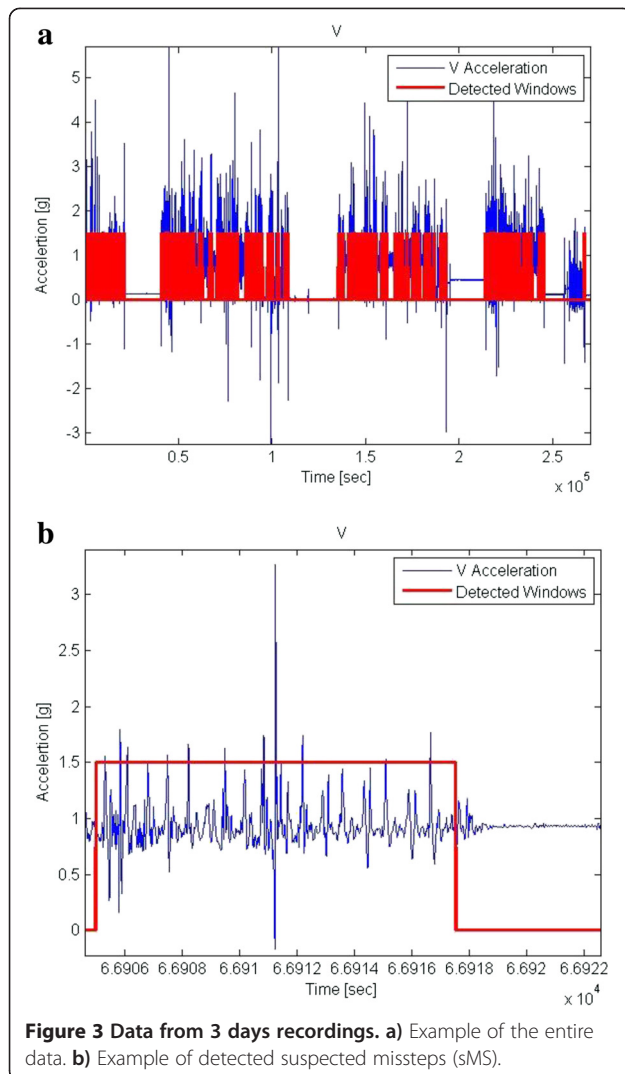 a
V
V Acceleration
Detected Windows
5
4
3
2
1
0
-1
-2
-3
Accelertion [g]
0.5 1 1.5 2 2.5
Time [sec]
x 10^5
b
V
V Acceleration
Detected Windows
3
2.5
2
1.5
1
0.5
0
Accelertion [g]
6.6906 6.6908 6.691 6.6912 6.6914 6.6916 6.6918 6.692 6.6922
Time [sec]
x 10^4
Figure 3 Data from 3 days recordings. a) Example of the entire
data. b) Example of detected suspected missteps (sMS).